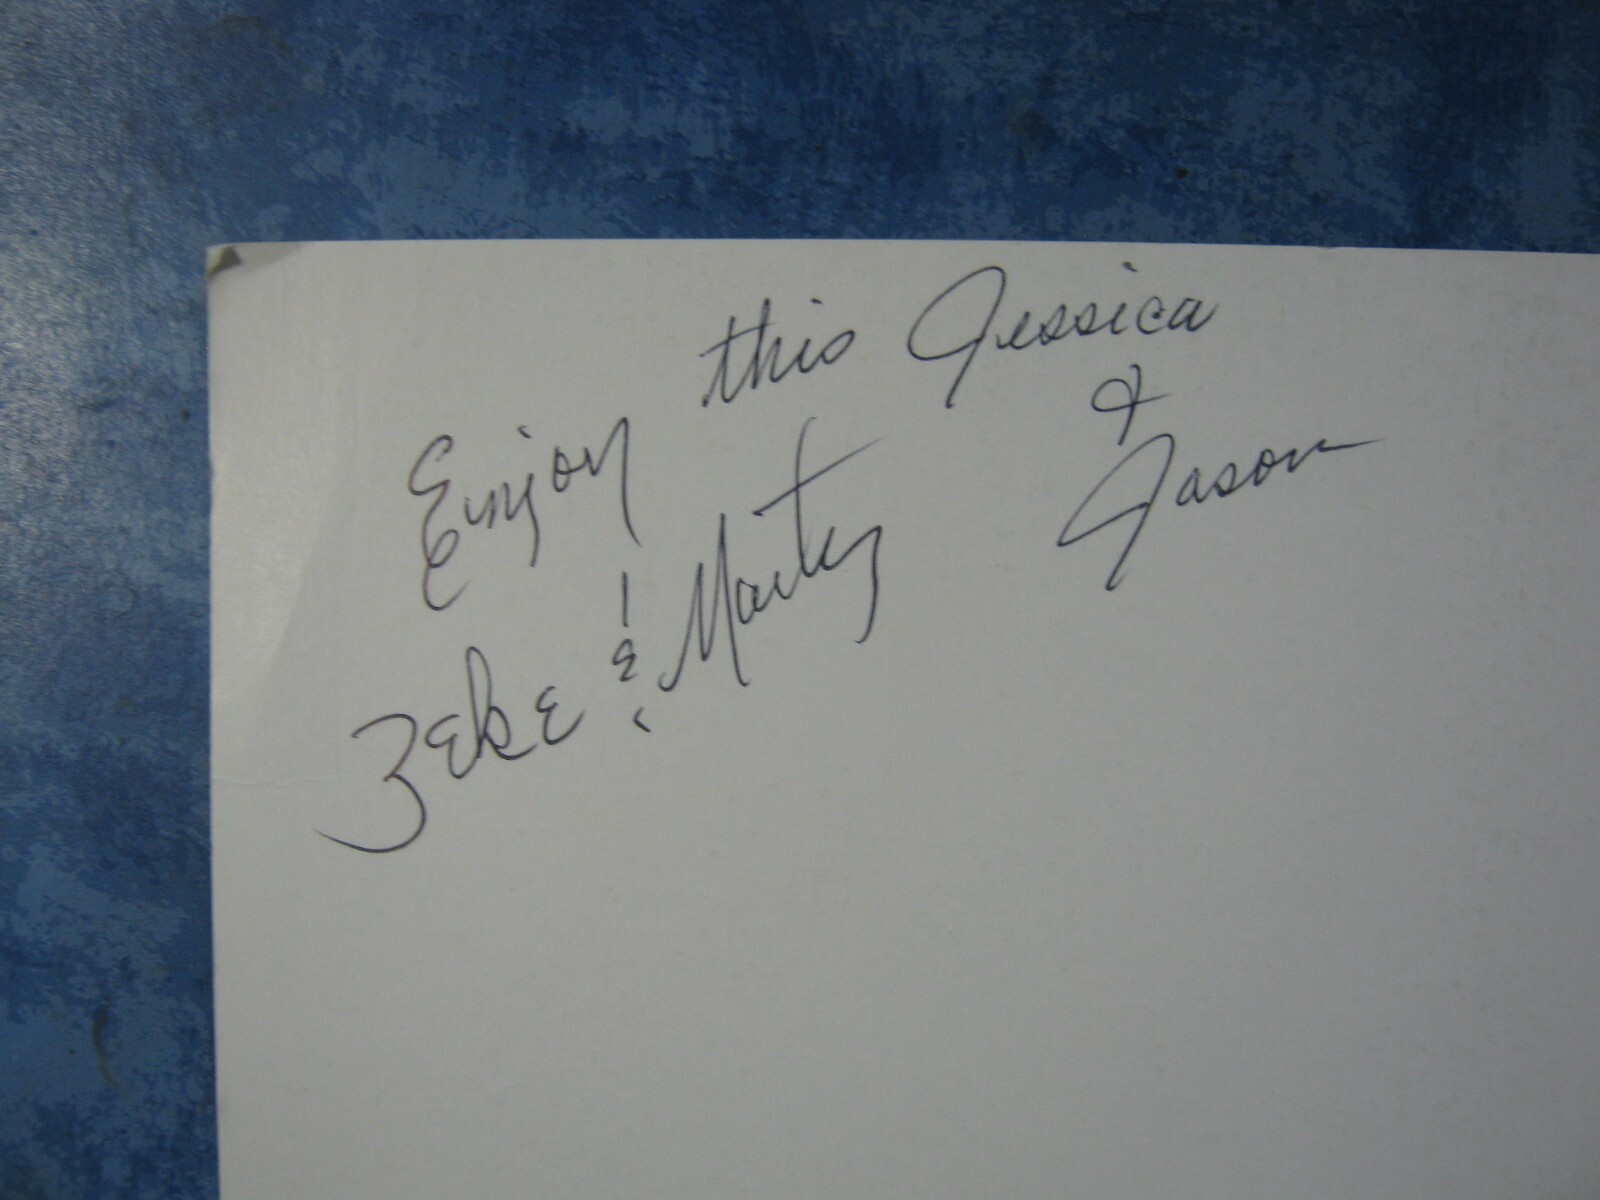 Enjoy this Jessica
&
Jason
Zeke & Marty